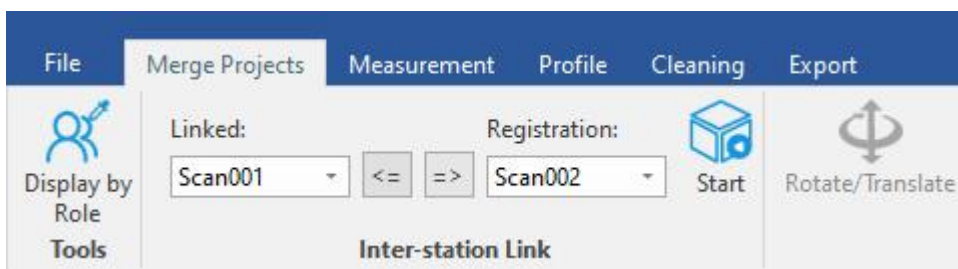 File Merge Projects Measurement Profile Cleaning Export
Linked: Registration:
Scan001 <= => Scan002
Display by Role Start Rotate/Translate
Tools Inter-station Link